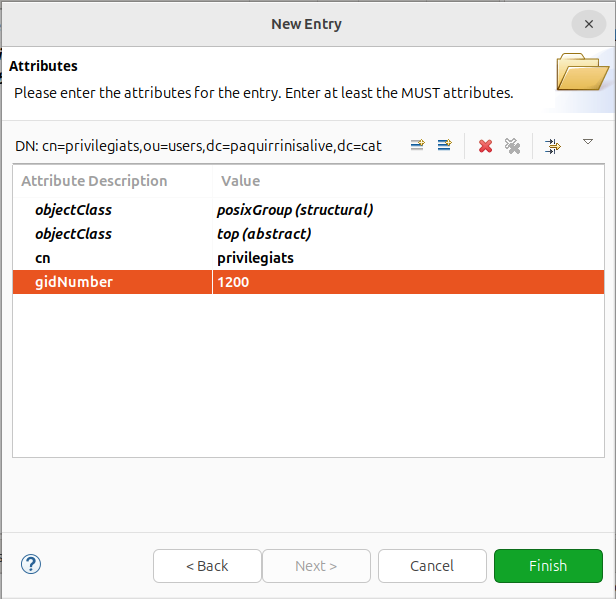 New Entry
Attributes
Please enter the attributes for the entry. Enter at least the MUST attributes.
DN: cn=privilegiats,ou=users,dc=paquirrinisalive,dc=cat
Attribute Description Value
objectClass posixGroup (structural)
objectClass top (abstract)
cn privilegiats
gidNumber 1200
< Back Next > Cancel Finish